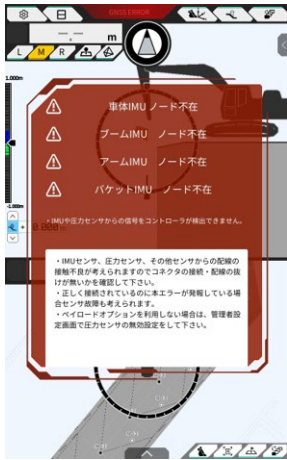 GNSS ERROR
-.-- m
L M R
1.000m
車体IMU ノード不在
ブームIMU ノード不在
アームIMU ノード不在
バケットIMU ノード不在
-1.000m
・IMUや圧力センサからの信号をコントローラが検出できません。
+ 0.000 m
・IMUセンサ、圧力センサ、その他センサからの配線の
接触不良が考えられますのでコネクタの接続・配線の抜
けが無いかを確認して下さい。
・正しく接続されているのに本エラーが発報している場
合センサ故障も考えられます。
・ペイロードオプションを利用しない場合は、管理者設
定画面で圧力センサの無効設定をして下さい。